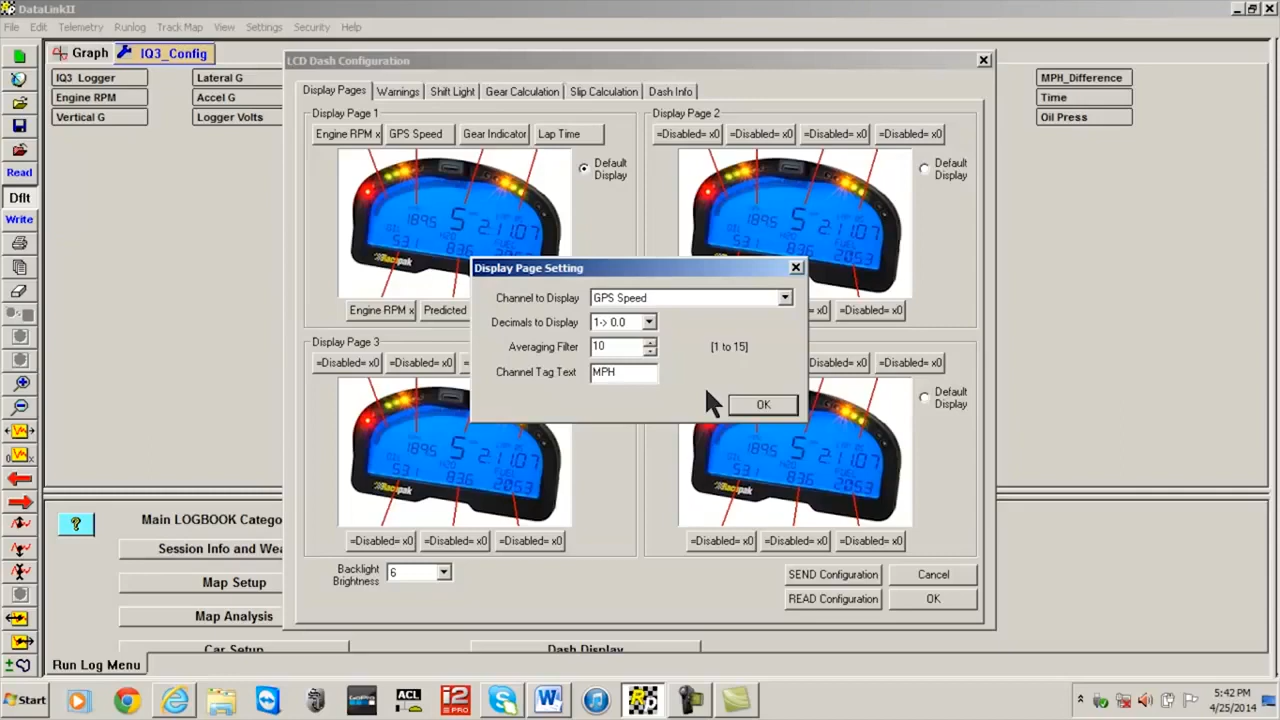 DataLinkII
File Edit Telemetry Runlog Track Map View Settings Security Help
Graph IQ3_Config
LCD Dash Configuration
IQ3 Logger Lateral G MPH_Difference
Engine RPM Accel G Time
Vertical G Logger Volts Oil Press
Display Pages Warnings Shift Light Gear Calculation Slip Calculation Dash Info
Display Page 1 Display Page 2
Engine RPM x GPS Speed Gear Indicator Lap Time =Disabled= x0 =Disabled= x0 =Disabled= x0 =Disabled= x0
Default Display Default Display
Read
Dflt
Write
Engine RPM x Predicted =Disabled= x0
Display Page Setting
Channel to Display GPS Speed
Decimals to Display 1-> 0.0
Averaging Filter 10 [1 to 15]
Channel Tag Text MPH
OK
Display Page 3
=Disabled= x0 =Disabled= x0 =Disabled= x0 =Disabled= x0
Default Display
=Disabled= x0 =Disabled= x0 =Disabled= x0 =Disabled= x0 =Disabled= x0 =Disabled= x0
Backlight Brightness 6
SEND Configuration Cancel
READ Configuration OK
? Main LOGBOOK Catego
Session Info and Wea
Map Setup
Map Analysis
Car Setup Dash Display
Run Log Menu
Start ACL i2 PRO W 5:42 PM
4/25/2014